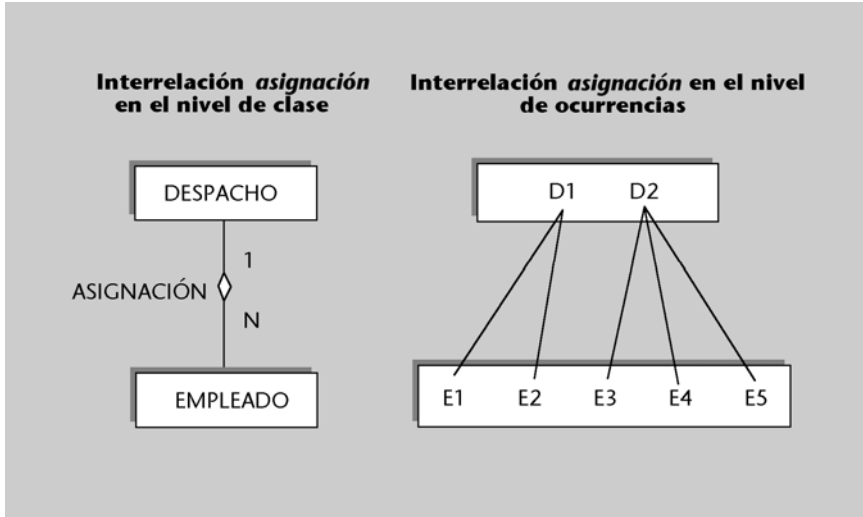 Interrelación asignación
en el nivel de clase
Interrelación asignación en el nivel
de ocurrencias
DESPACHO
1
ASIGNACIÓN
N
EMPLEADO
D1 D2
E1 E2 E3 E4 E5